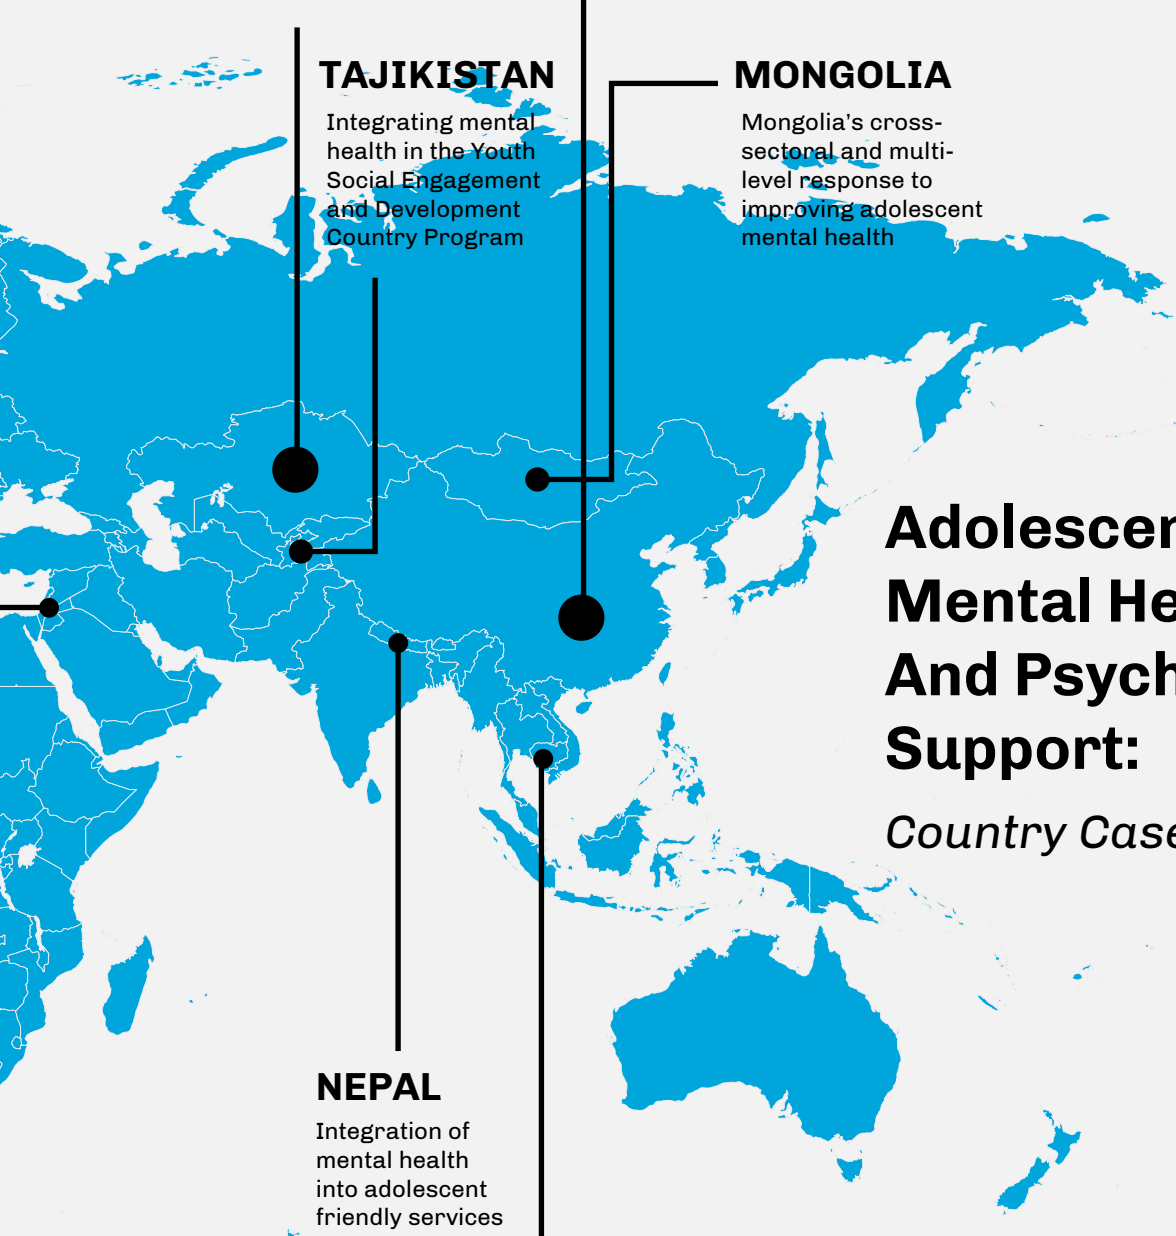 TAJIKISTAN
Integrating mental
health in the Youth
Social Engagement
and Development
Country Program
MONGOLIA
Mongolia’s cross-
sectoral and multi-
level response to
improving adolescent
mental health
Adolescen
Mental He
And Psych
Support:
Country Case
NEPAL
Integration of
mental health
into adolescent
friendly services